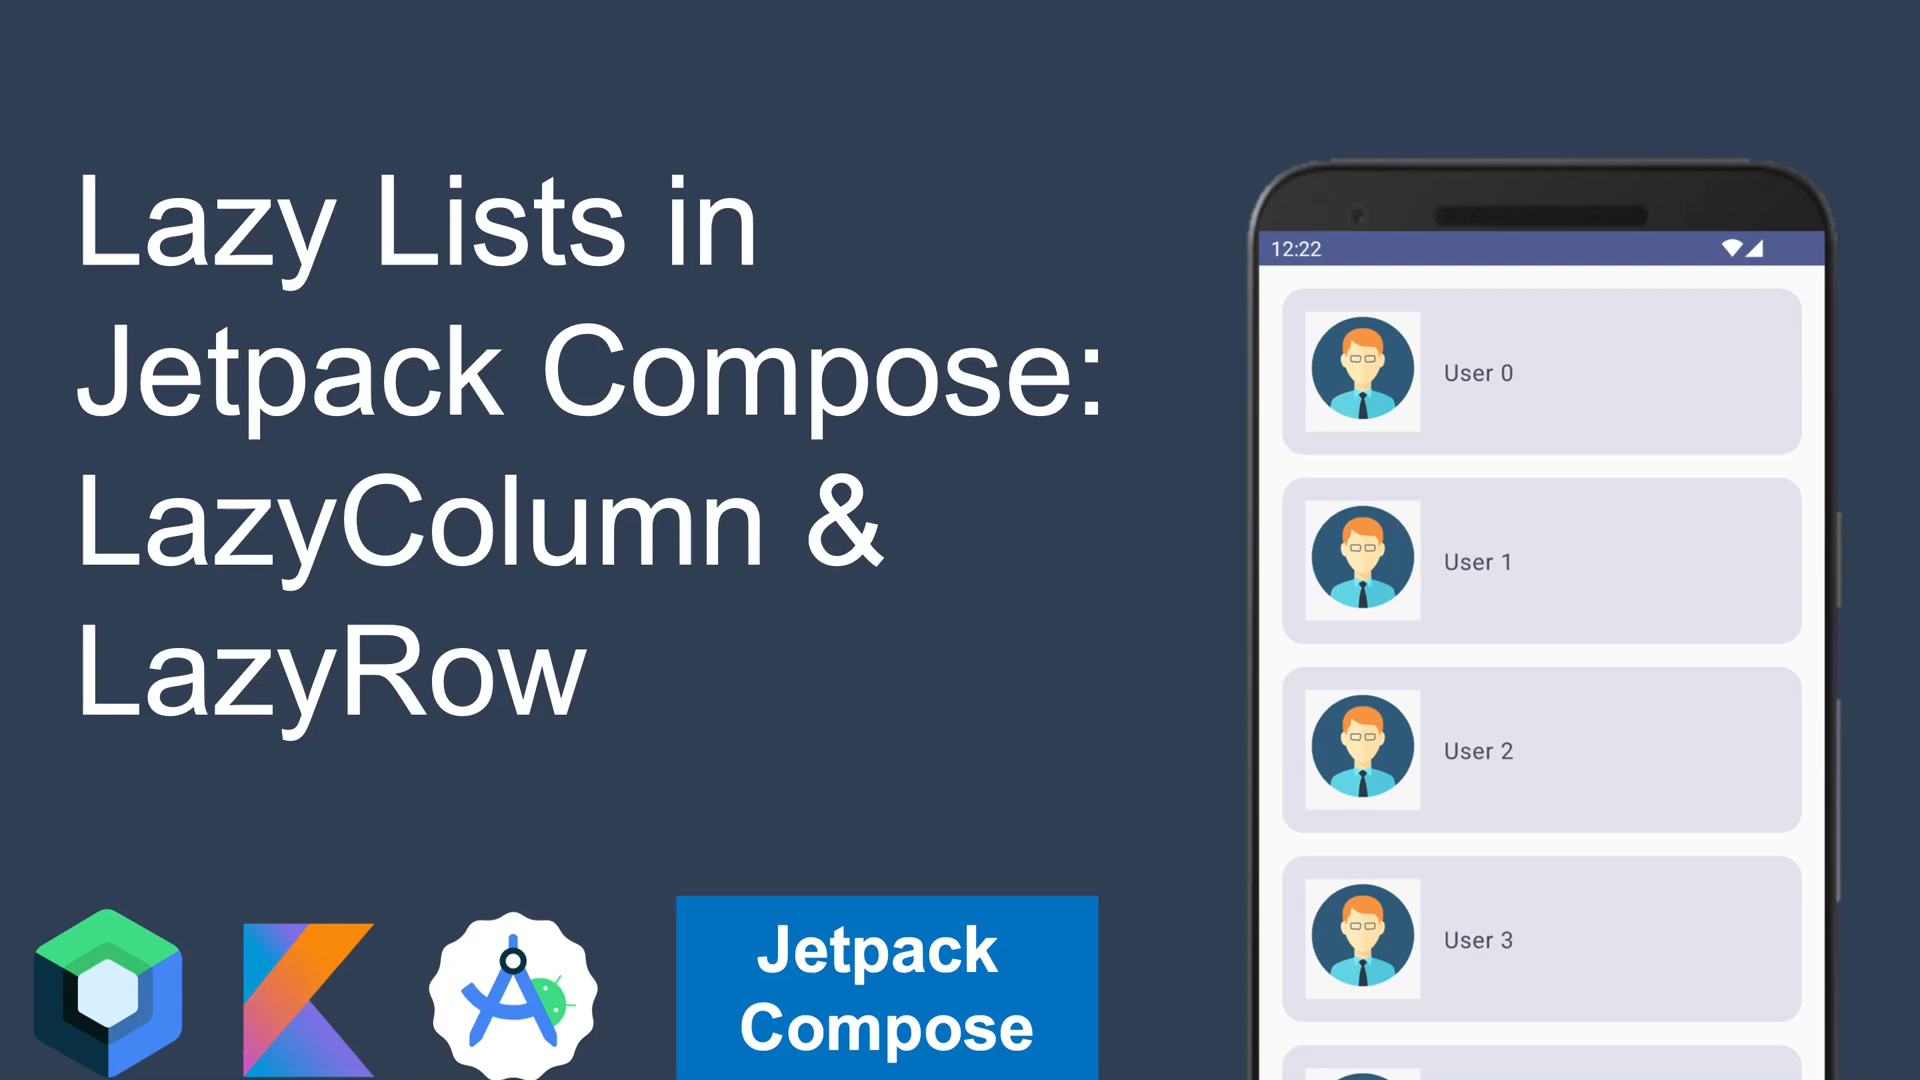 Lazy Lists in
Jetpack Compose:
LazyColumn &
LazyRow
Jetpack
Compose
12:22
User 0
User 1
User 2
User 3